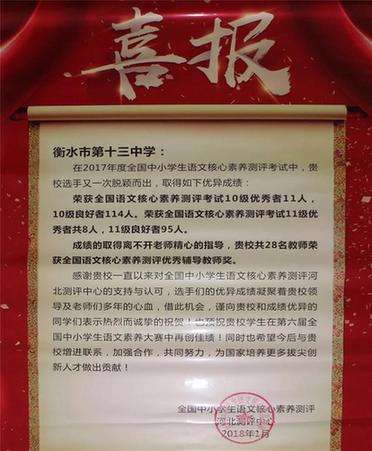 喜报
衡水市第十三中学：
在2017年度全国中小学生语文核心素养测评考试中，贵
校选手又一次脱颖而出，取得如下优异成绩：
荣获全国语文核心素养测评考试10级优秀者11人，
10级良好者114人。荣获全国语文核心素养测评考试11级优
秀者共8人，11级良好者95人。
成绩的取得离不开老师精心的指导，贵校共28名教师荣
获全国语文核心素养测评优秀辅导教师奖。
感谢贵校一直以来对全国中小学生语文核心素养测评河
北测评中心的支持与认可，选手们的优异成绩凝聚着贵校领
导及老师们多年的心血，借此机会，谨向贵校和成绩优异的
同学们表示热烈而诚挚的祝贺！也预祝贵校学生在第六届全
国中小学生语文素养大赛中再创佳绩！同时也希望今后与贵
校增进联系，加强合作，共同努力，为国家培养更多拔尖创
新人才做出贡献！
全国中小学生语文核心素养测评
河北测评中心
2018年1月